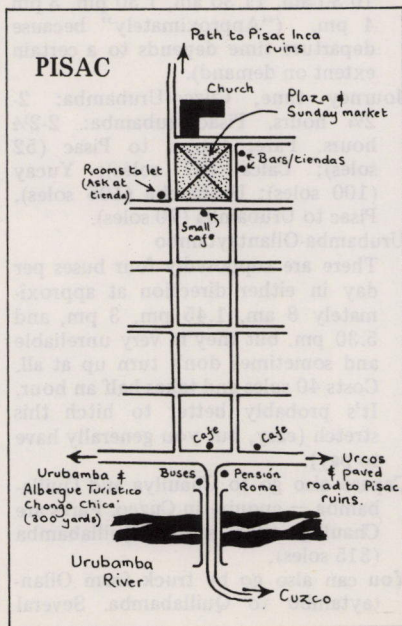 Path to Pisac Inca
ruins
PISAC
Church
Plaza &
Sunday market
Rooms to let
(Ask at
tienda)
Bars/tiendas
Small
café
café
café
Urubamba &
Albergue Turistico
Chongo Chico!
(300 yards)
Buses
Pensión
Roma
Urcos
& paved
road to Pisac
ruins.
Urubamba
River
Cuzco